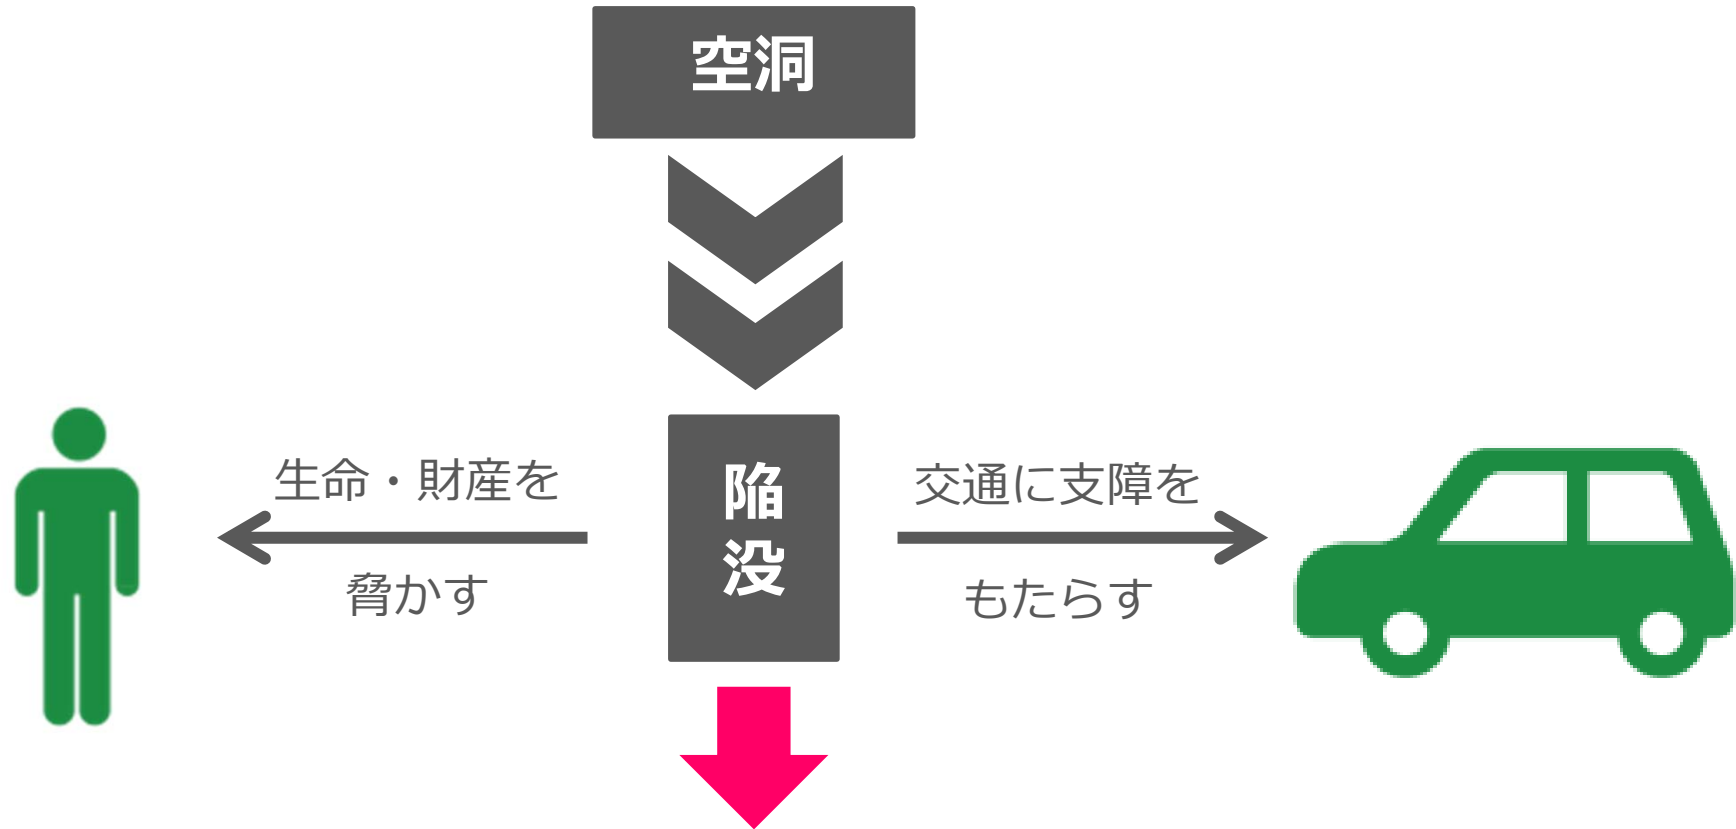 空洞
生命・財産を
脅かす
陥
没
交通に支障を
もたらす